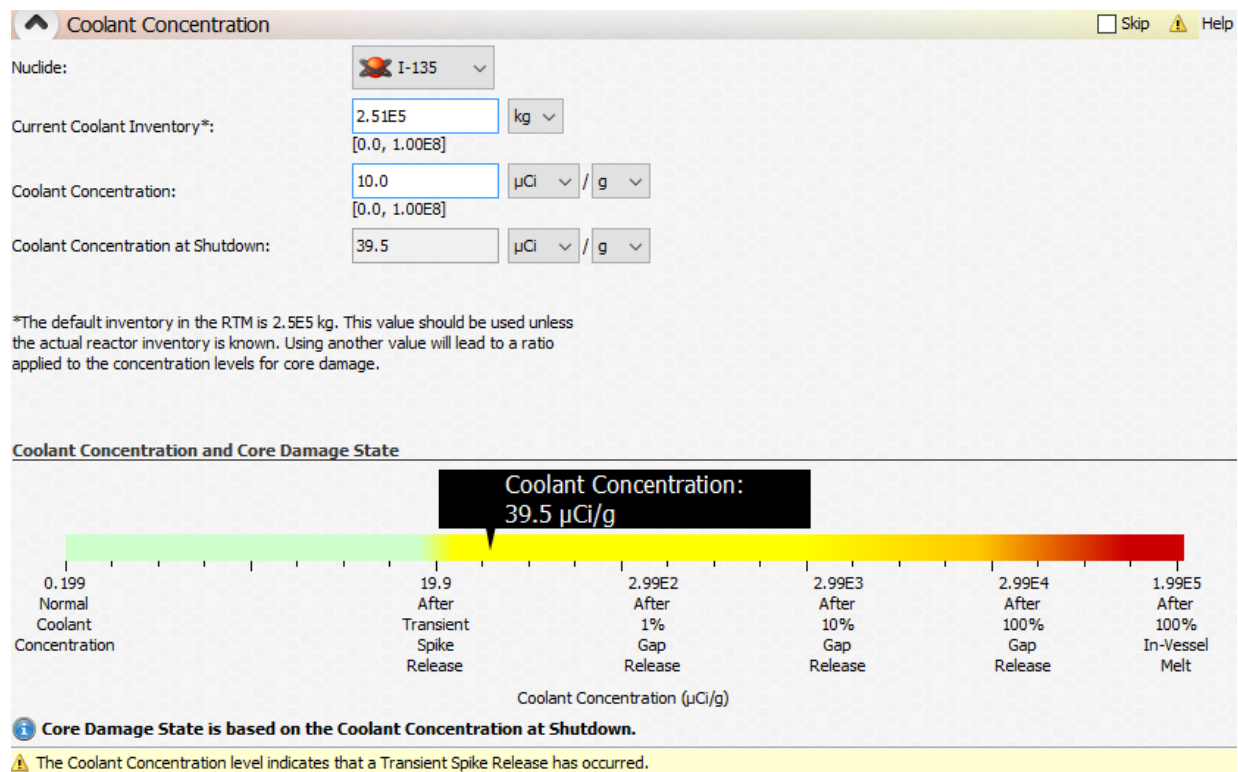 Coolant Concentration
Skip
Help
Nuclide:
I-135
Current Coolant Inventory*:
2.51E5
kg
[0.0, 1.00E8]
Coolant Concentration:
10.0
µCi / g
[0.0, 1.00E8]
Coolant Concentration at Shutdown:
39.5
µCi / g
*The default inventory in the RTM is 2.5E5 kg. This value should be used unless
the actual reactor inventory is known. Using another value will lead to a ratio
applied to the concentration levels for core damage.
Coolant Concentration and Core Damage State
Coolant Concentration:
39.5 µCi/g
0.199
Normal
Coolant
Concentration
19.9
After
Transient
Spike
Release
2.99E2
After
1%
Gap
Release
2.99E3
After
10%
Gap
Release
2.99E4
After
100%
Gap
Release
1.99E5
After
100%
In-Vessel
Melt
Coolant Concentration (µCi/g)
Core Damage State is based on the Coolant Concentration at Shutdown.
The Coolant Concentration level indicates that a Transient Spike Release has occurred.